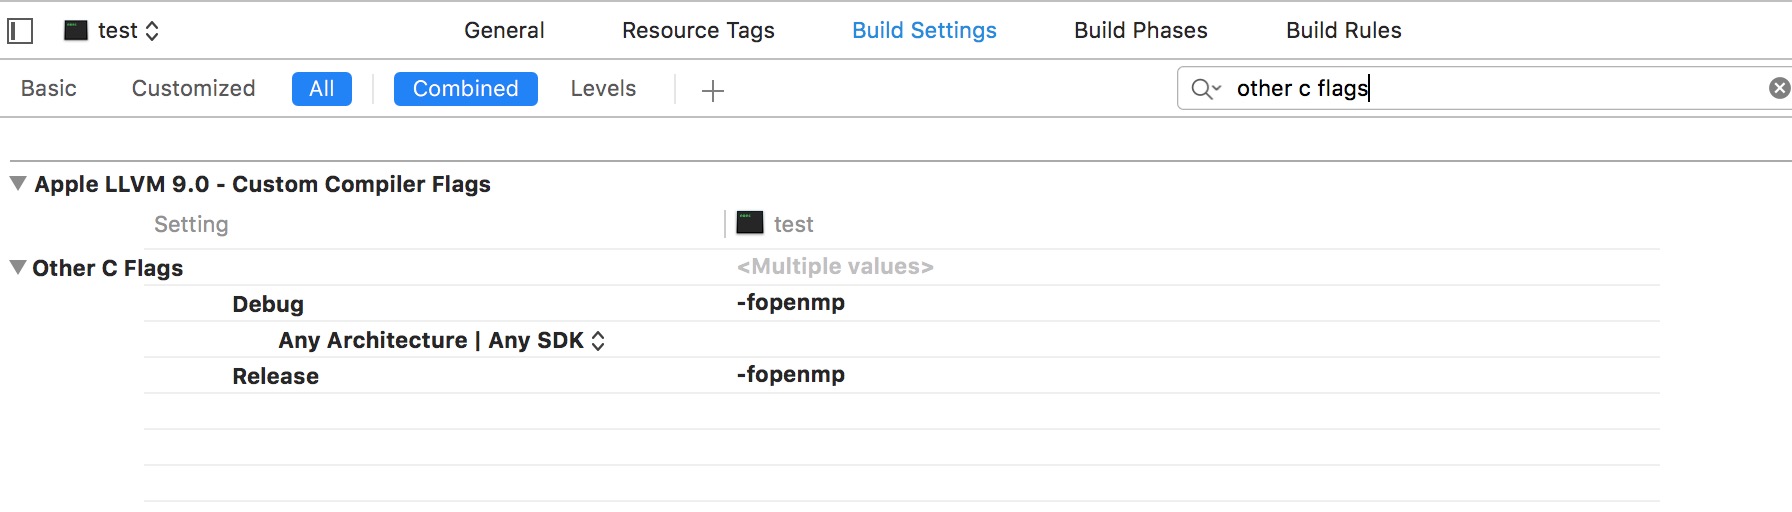 test General Resource Tags Build Settings Build Phases Build Rules
Basic Customized All Combined Levels + other c flags
Apple LLVM 9.0 - Custom Compiler Flags
Setting test
Other C Flags <Multiple values>
Debug -fopenmp
Any Architecture | Any SDK
Release -fopenmp